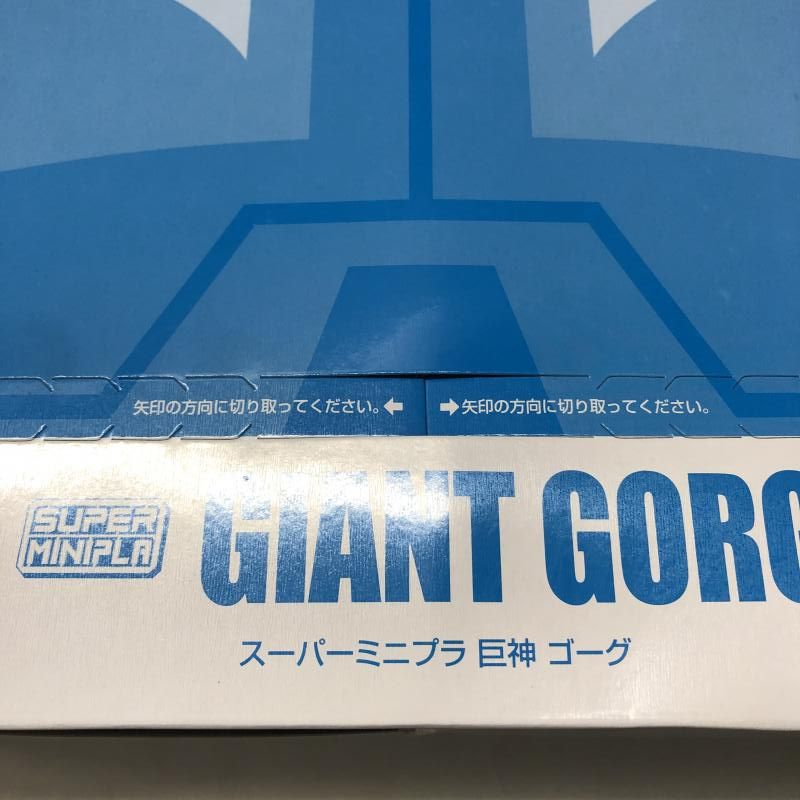 矢印の方向に切り取ってください。← →矢印の方向に切り取ってください。
SUPER
MINIPLA
GIANT GORG
スーパーミニプラ 巨神 ゴーグ